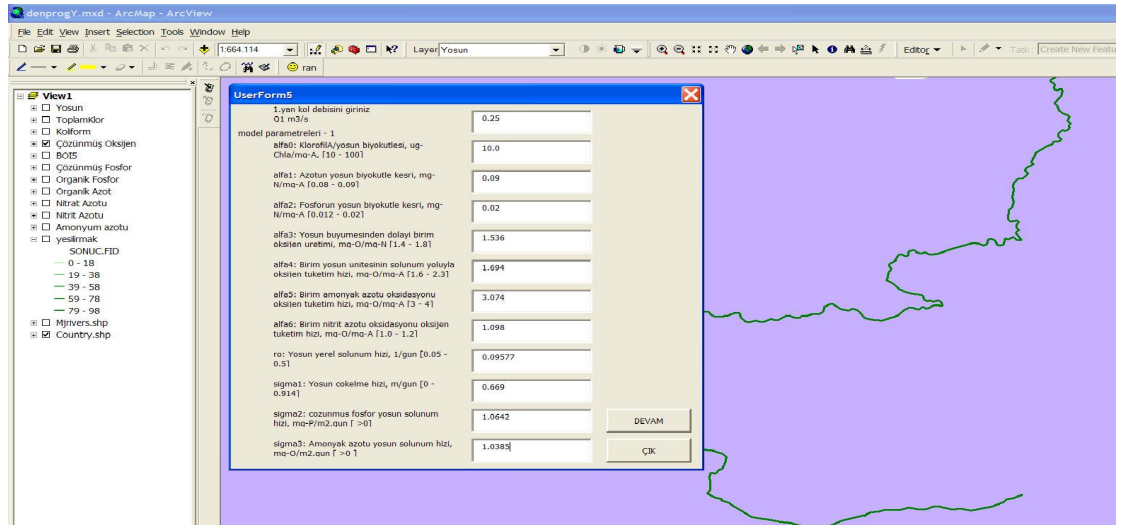 denprogY.mxd - ArcMap - ArcView
File Edit View Insert Selection Tools Window Help
1:664.114 Layer Yosun Editor Task: Create New Featu
ran
View1
Yosun
ToplamKlor
Koliform
Çözünmüş Oksijen
BOI5
Çözünmüş Fosfor
Organik Fosfor
Organik Azot
Nitrat Azotu
Nitrit Azotu
Amonyum azotu
yesilirmak
SONUC.FID
0 - 18
19 - 38
39 - 58
59 - 78
79 - 98
Mjrivers.shp
Country.shp
UserForm5
1.yan kol debisini giriniz
Q1 m3/s
0.25
model parametreleri - 1
alfa0: KlorofilA/yosun biyokutlesi, ug-
Chla/mg-A, [10 - 100]
10.0
alfa1: Azotun yosun biyokutle kesri, mg-
N/mg-A [0.08 - 0.09]
0.09
alfa2: Fosforun yosun biyokutle kesri, mg-
N/mg-A [0.012 - 0.02]
0.02
alfa3: Yosun buyumesinden dolayi birim
oksijen uretimi, mg-O/mg-N [1.4 - 1.8]
1.536
alfa4: Birim yosun unitesinin solunum yoluyla
oksijen tuketim hizi, mg-O/mg-A [1.6 - 2.3]
1.694
alfa5: Birim amonyak azotu oksidasyonu
oksijen tuketim hizi, mg-O/mg-A [3 - 4]
3.074
alfa6: Birim nitrit azotu oksidasyonu oksijen
tuketim hizi, mg-O/mg-A [1.0 - 1.2]
1.098
ro: Yosun yerel solunum hizi, 1/gun [0.05 -
0.5]
0.09577
sigma1: Yosun cokelme hizi, m/gun [0 -
0.914]
0.669
sigma2: cozunmus fosfor yosun solunum
hizi, mg-P/m2.gun [ >0]
1.0642
DEVAM
sigma3: Amonyak azotu yosun solunum hizi,
mg-O/m2.gun [ >0 ]
1.0385
ÇIK